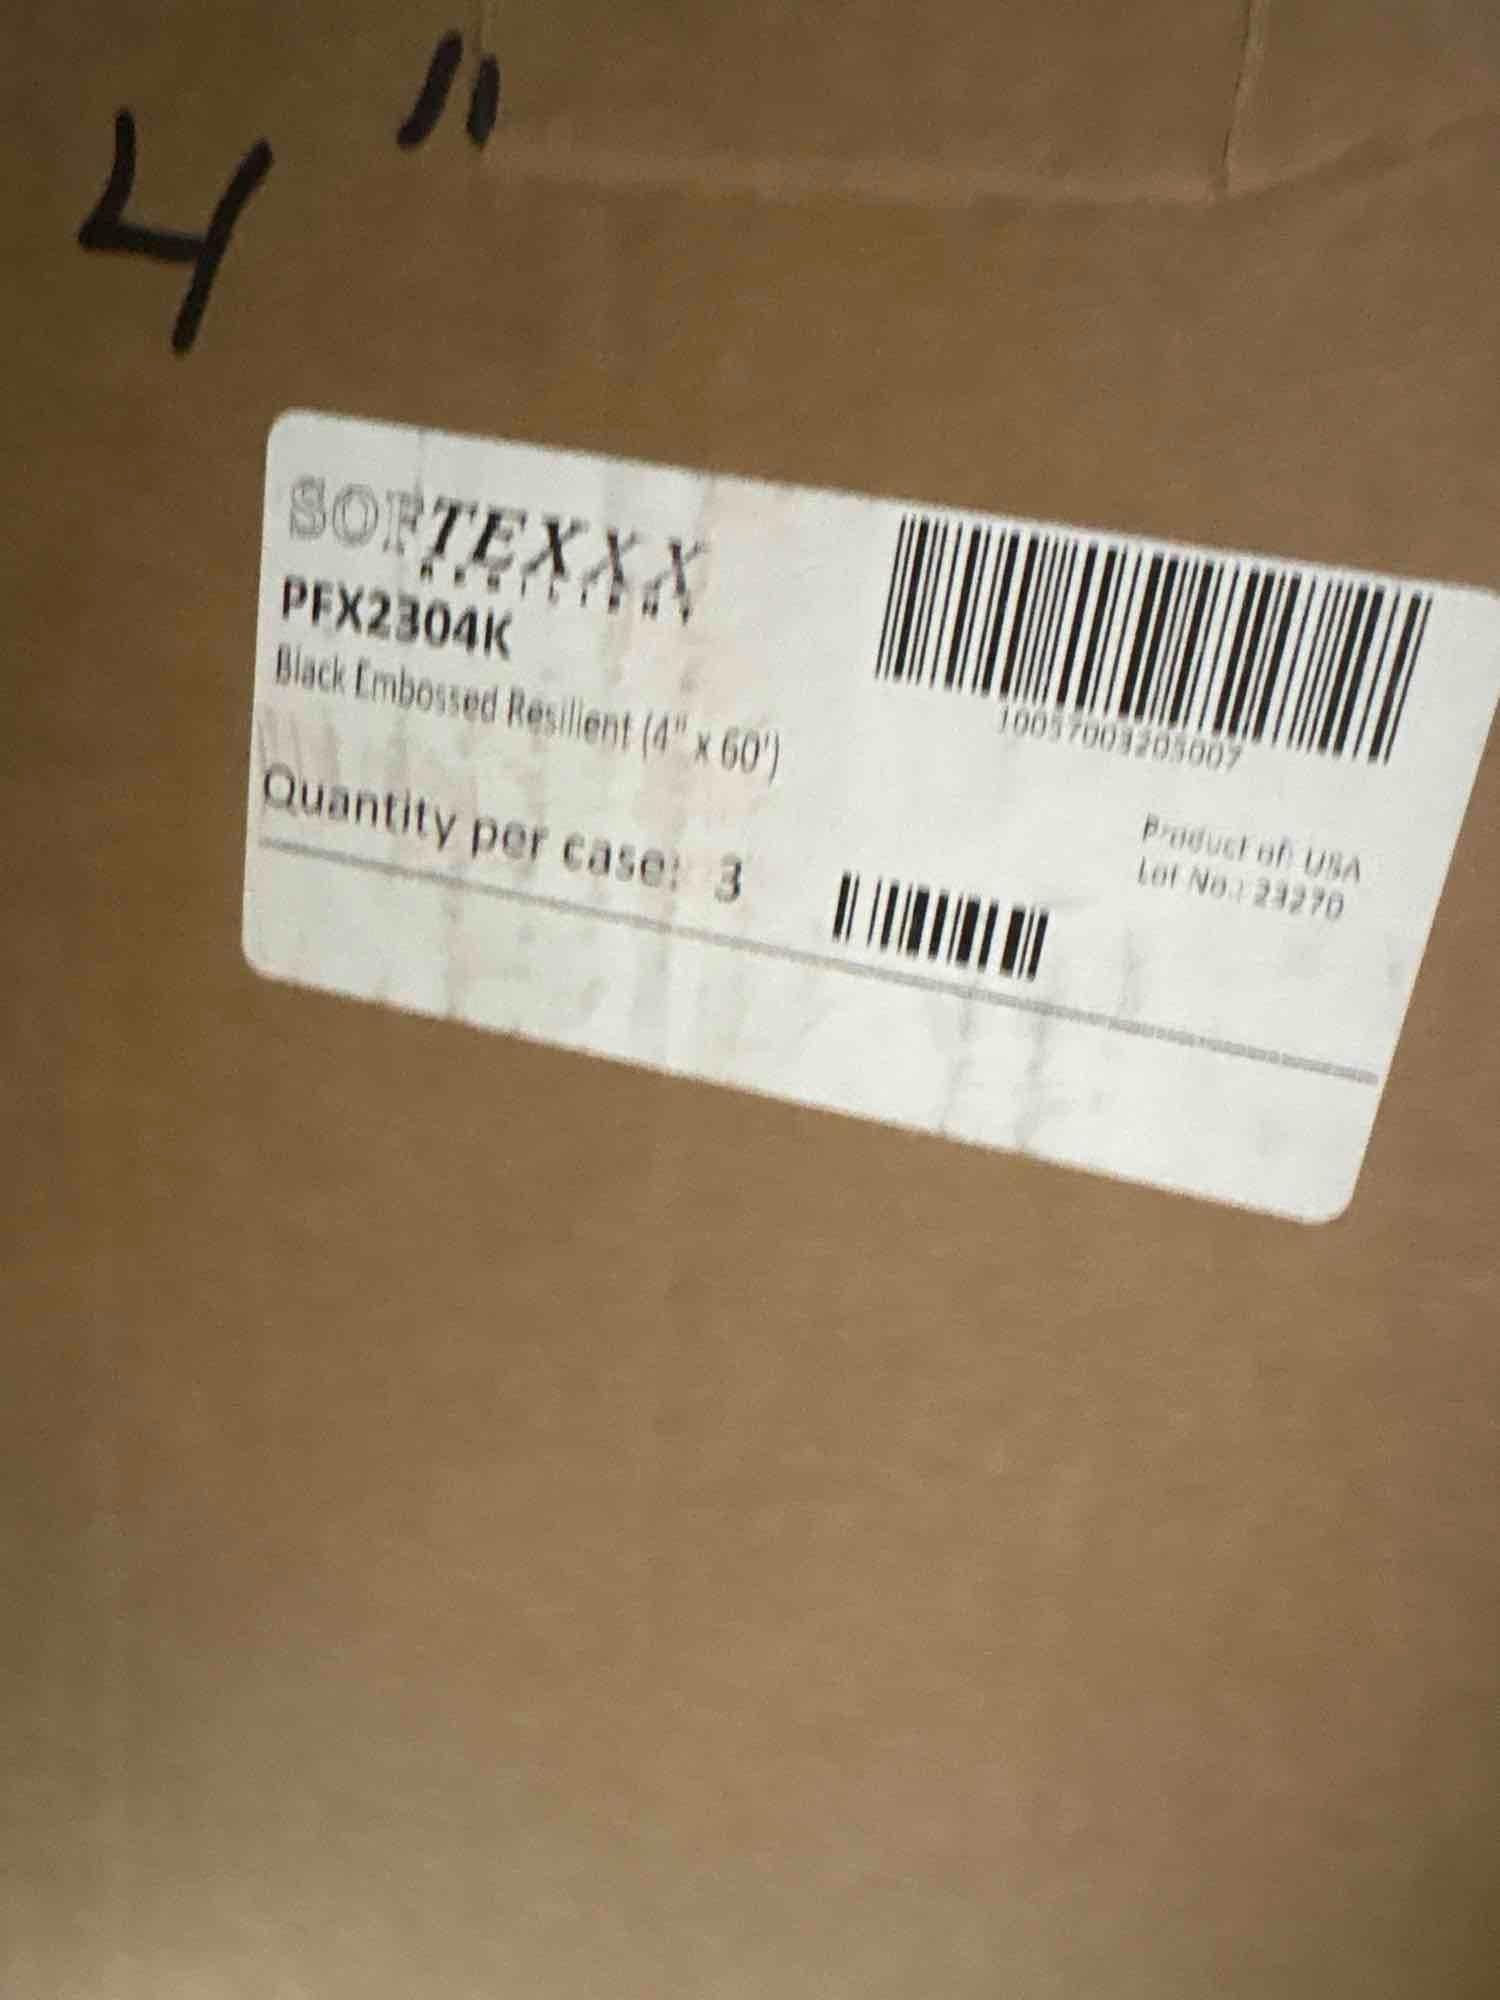 4"
SOFTEXXX
RESILIENT
PFX2304K
Black Embossed Resilient (4" x 60')
Quantity per case: 3
10057003205007
Product of: USA
Lot No.: 23270